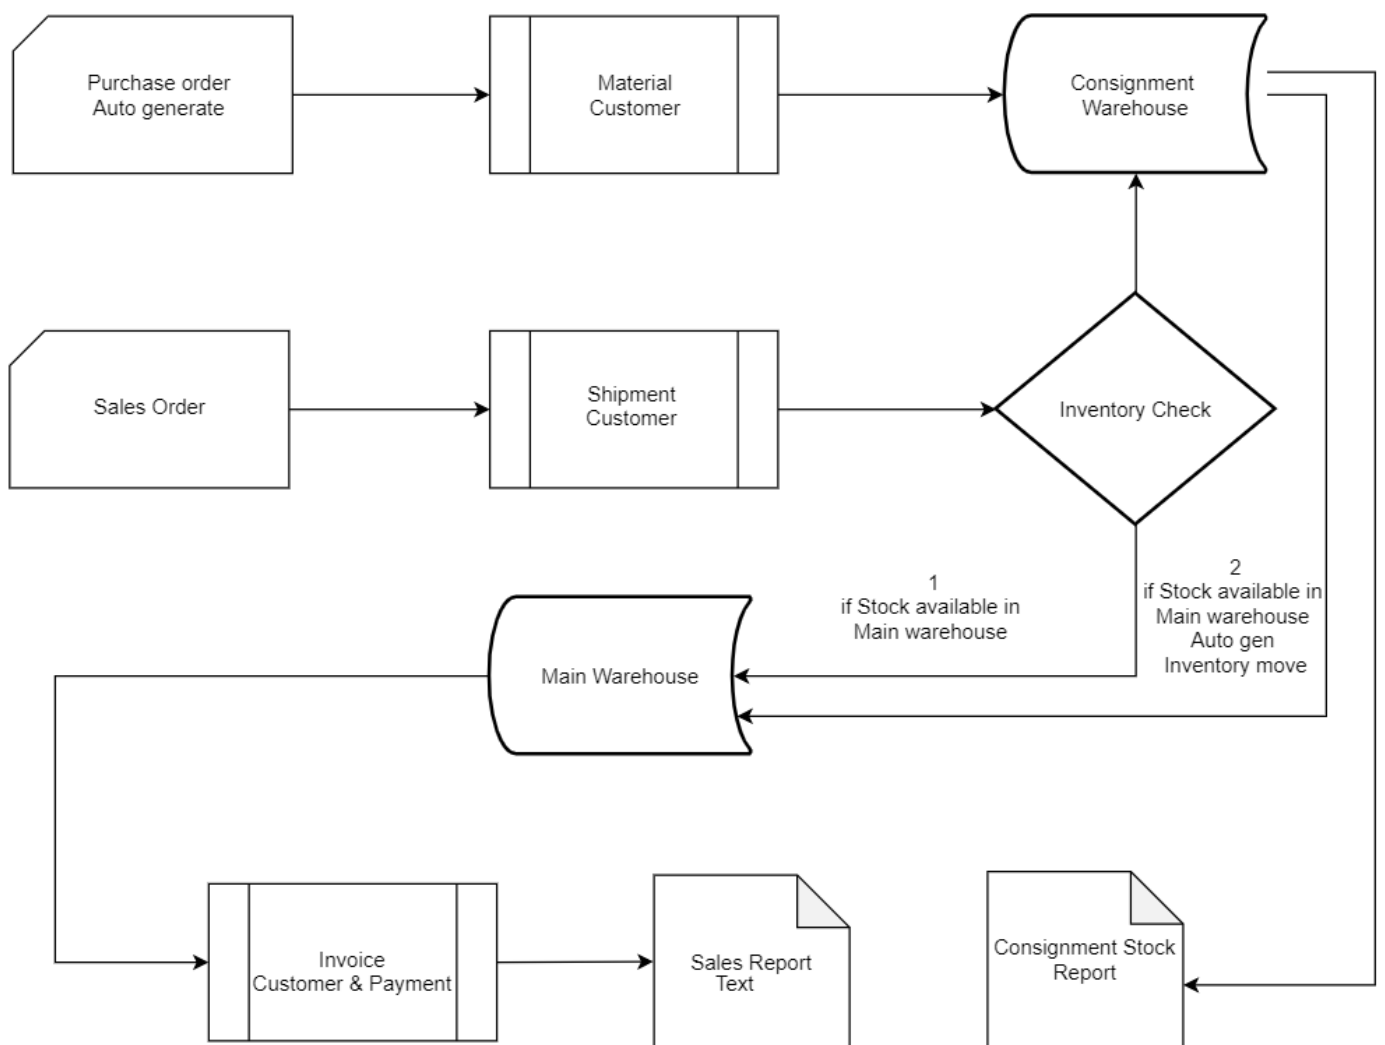 Purchase order
Auto generate
Material
Customer
Consignment
Warehouse
Sales Order
Shipment
Customer
Inventory Check
1
if Stock available in
Main warehouse
2
if Stock available in
Main warehouse
Auto gen
Inventory move
Main Warehouse
Invoice
Customer & Payment
Sales Report
Text
Consignment Stock
Report